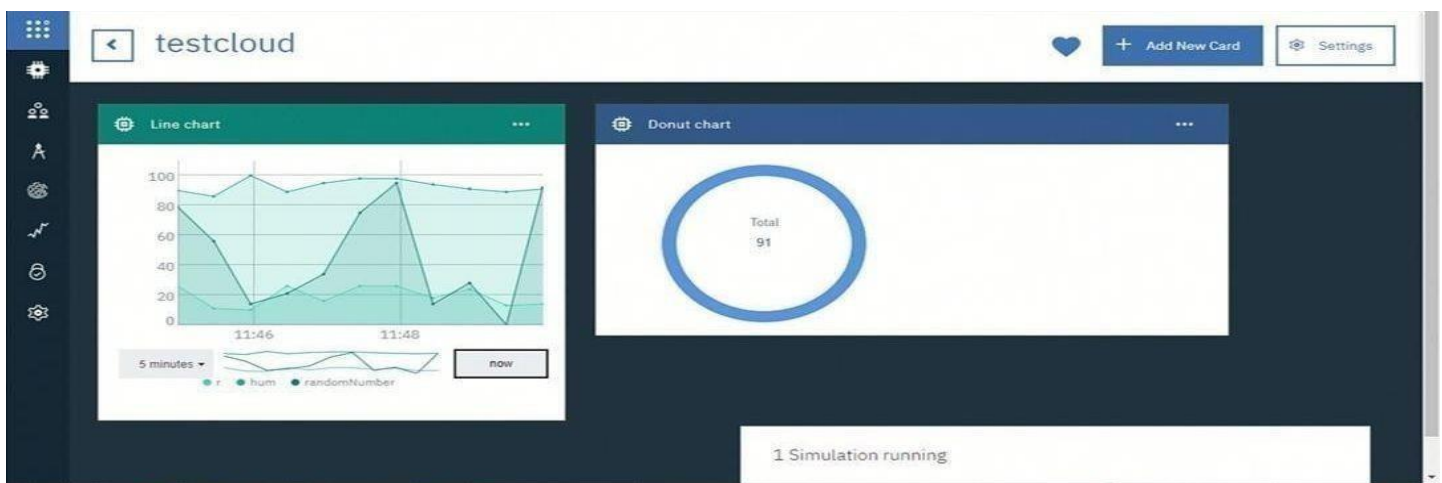 testcloud
+ Add New Card
Settings
Line chart
...
Donut chart
...
100
80
60
40
20
0
11:46
11:48
5 minutes
now
r hum randomNumber
Total
91
1 Simulation running